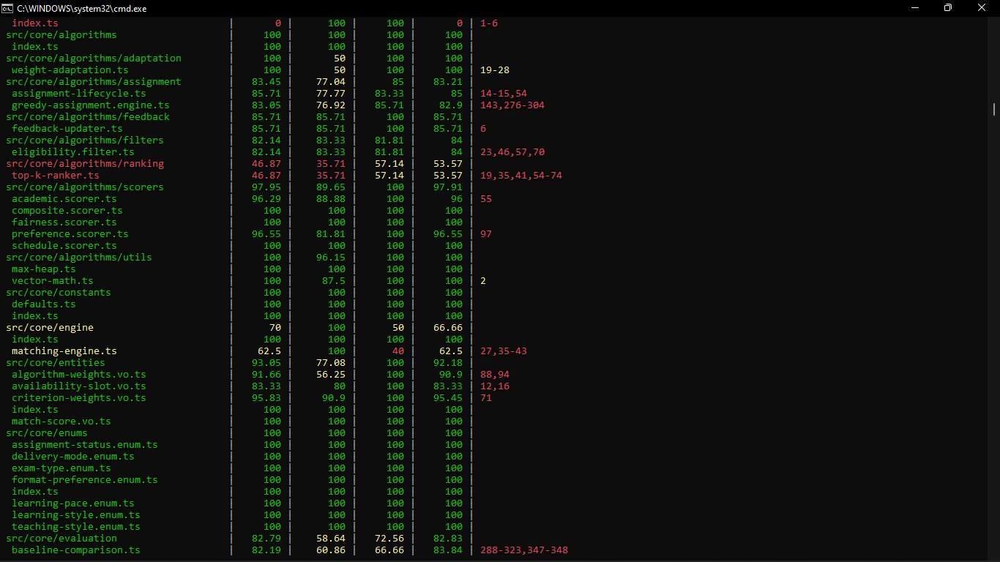 C:\WINDOWS\system32\cmd.exe
index.ts | 0 | 100 | 100 | 0 | 1-6
src/core/algorithms | 100 | 100 | 100 | 100 |
index.ts | 100 | 100 | 100 | 100 |
src/core/algorithms/adaptation | 100 | 50 | 100 | 100 |
weight-adaptation.ts | 100 | 50 | 100 | 100 | 19-28
src/core/algorithms/assignment | 83.45 | 77.04 | 85 | 83.21 |
assignment-lifecycle.ts | 85.71 | 77.77 | 83.33 | 85 | 14-15,54
greedy-assignment.engine.ts | 83.05 | 76.92 | 85.71 | 82.9 | 143,276-304
src/core/algorithms/feedback | 85.71 | 85.71 | 100 | 85.71 |
feedback-updater.ts | 85.71 | 85.71 | 100 | 85.71 | 6
src/core/algorithms/filters | 82.14 | 83.33 | 81.81 | 84 |
eligibility.filter.ts | 82.14 | 83.33 | 81.81 | 84 | 23,46,57,70
src/core/algorithms/ranking | 46.87 | 35.71 | 57.14 | 53.57 |
top-k-ranker.ts | 46.87 | 35.71 | 57.14 | 53.57 | 19,35,41,54-74
src/core/algorithms/scorers | 97.95 | 89.65 | 100 | 97.91 |
academic.scorer.ts | 96.29 | 88.88 | 100 | 96 | 55
composite.scorer.ts | 100 | 100 | 100 | 100 |
fairness.scorer.ts | 100 | 100 | 100 | 100 |
preference.scorer.ts | 96.55 | 81.81 | 100 | 96.55 | 97
schedule.scorer.ts | 100 | 100 | 100 | 100 |
src/core/algorithms/utils | 100 | 96.15 | 100 | 100 |
max-heap.ts | 100 | 100 | 100 | 100 |
vector-math.ts | 100 | 87.5 | 100 | 100 | 2
src/core/constants | 100 | 100 | 100 | 100 |
defaults.ts | 100 | 100 | 100 | 100 |
index.ts | 100 | 100 | 100 | 100 |
src/core/engine | 70 | 100 | 50 | 66.66 |
index.ts | 100 | 100 | 100 | 100 |
matching-engine.ts | 62.5 | 100 | 40 | 62.5 | 27,35-43
src/core/entities | 93.05 | 77.08 | 100 | 92.18 |
algorithm-weights.vo.ts | 91.66 | 56.25 | 100 | 90.9 | 88,94
availability-slot.vo.ts | 83.33 | 80 | 100 | 83.33 | 12,16
criterion-weights.vo.ts | 95.83 | 90.9 | 100 | 95.45 | 71
index.ts | 100 | 100 | 100 | 100 |
match-score.vo.ts | 100 | 100 | 100 | 100 |
src/core/enums | 100 | 100 | 100 | 100 |
assignment-status.enum.ts | 100 | 100 | 100 | 100 |
delivery-mode.enum.ts | 100 | 100 | 100 | 100 |
exam-type.enum.ts | 100 | 100 | 100 | 100 |
format-preference.enum.ts | 100 | 100 | 100 | 100 |
index.ts | 100 | 100 | 100 | 100 |
learning-pace.enum.ts | 100 | 100 | 100 | 100 |
learning-style.enum.ts | 100 | 100 | 100 | 100 |
teaching-style.enum.ts | 100 | 100 | 100 | 100 |
src/core/evaluation | 82.79 | 58.64 | 72.56 | 82.83 |
baseline-comparison.ts | 82.19 | 60.86 | 66.66 | 83.84 | 288-323,347-348